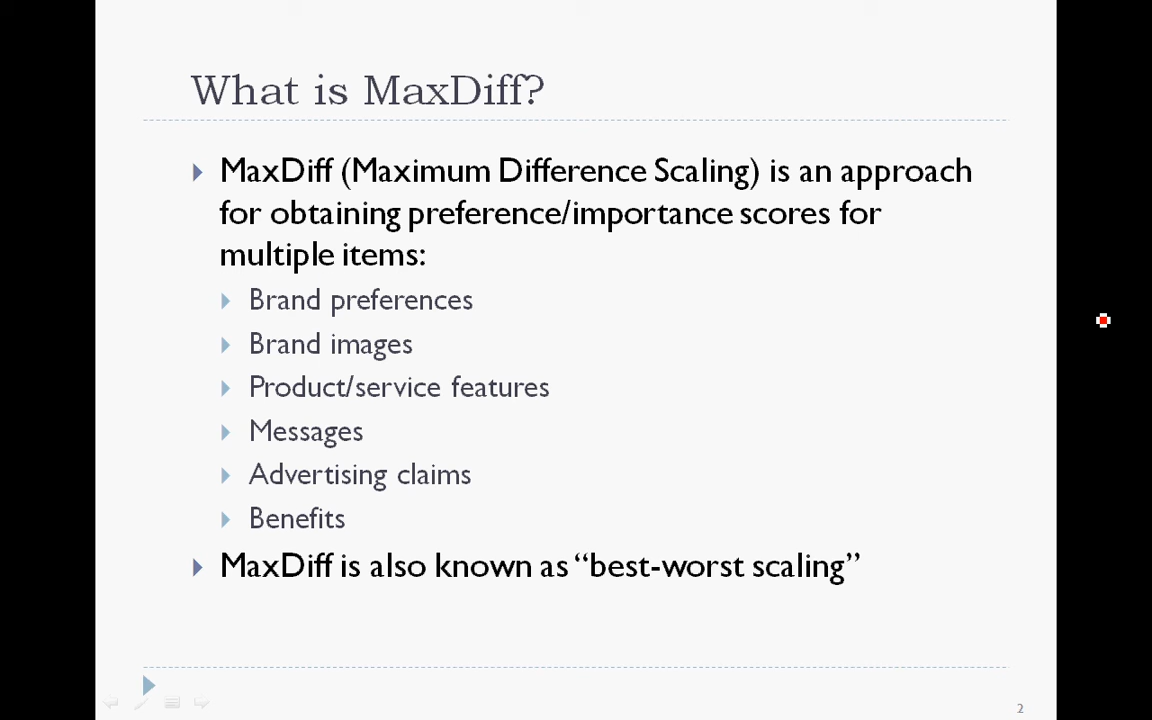 What is MaxDiff?
MaxDiff (Maximum Difference Scaling) is an approach
for obtaining preference/importance scores for
multiple items:
Brand preferences
Brand images
Product/service features
Messages
Advertising claims
Benefits
MaxDiff is also known as “best-worst scaling”
2